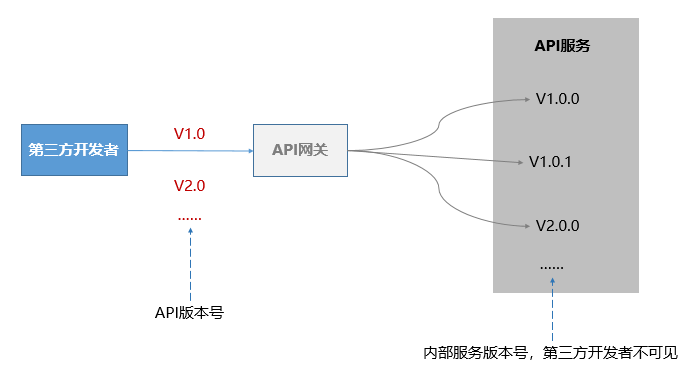 API服务
V1.0.0
V1.0
第三方开发者
API网关
V1.0.1
V2.0
……
V2.0.0
……
API版本号
内部服务版本号，第三方开发者不可见